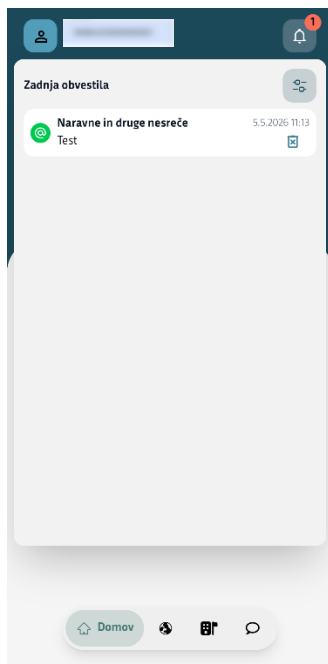 1
Zadnja obvestila
Naravne in druge nesreče 5.5.2026 11:13
@ Test
Domov